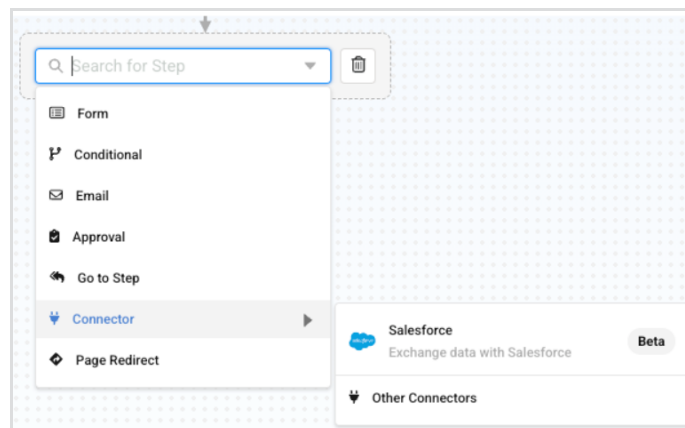 Search for Step
Form
Conditional
Email
Approval
Go to Step
Connector
Page Redirect
Salesforce
Exchange data with Salesforce
Beta
Other Connectors